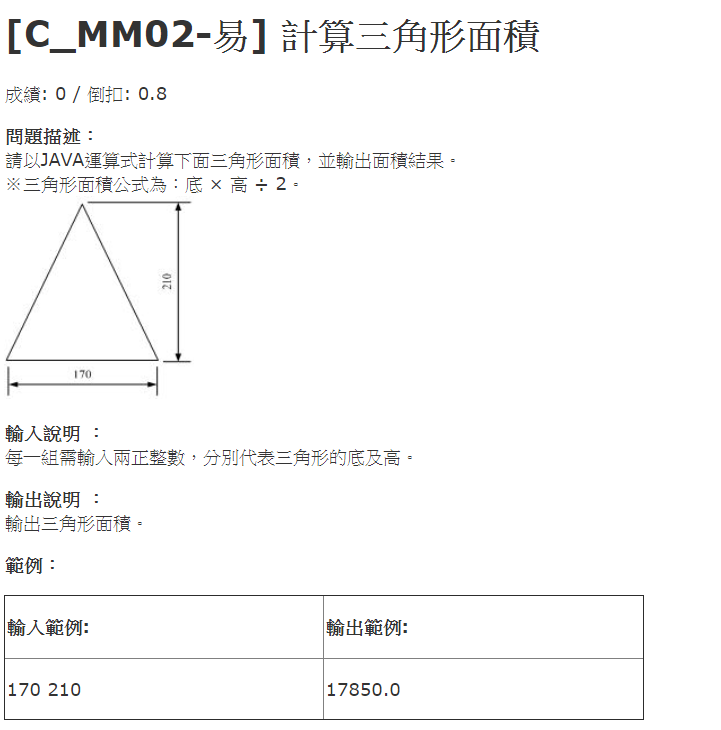 [C_MM02-易] 計算三角形面積
成績: 0 / 倒扣: 0.8
問題描述：
請以JAVA運算式計算下面三角形面積，並輸出面積結果。
※三角形面積公式為：底 × 高 ÷ 2。
210
170
輸入說明 ：
每一組需輸入兩正整數，分別代表三角形的底及高。
輸出說明 ：
輸出三角形面積。
範例：
輸入範例:
輸出範例:
170 210
17850.0